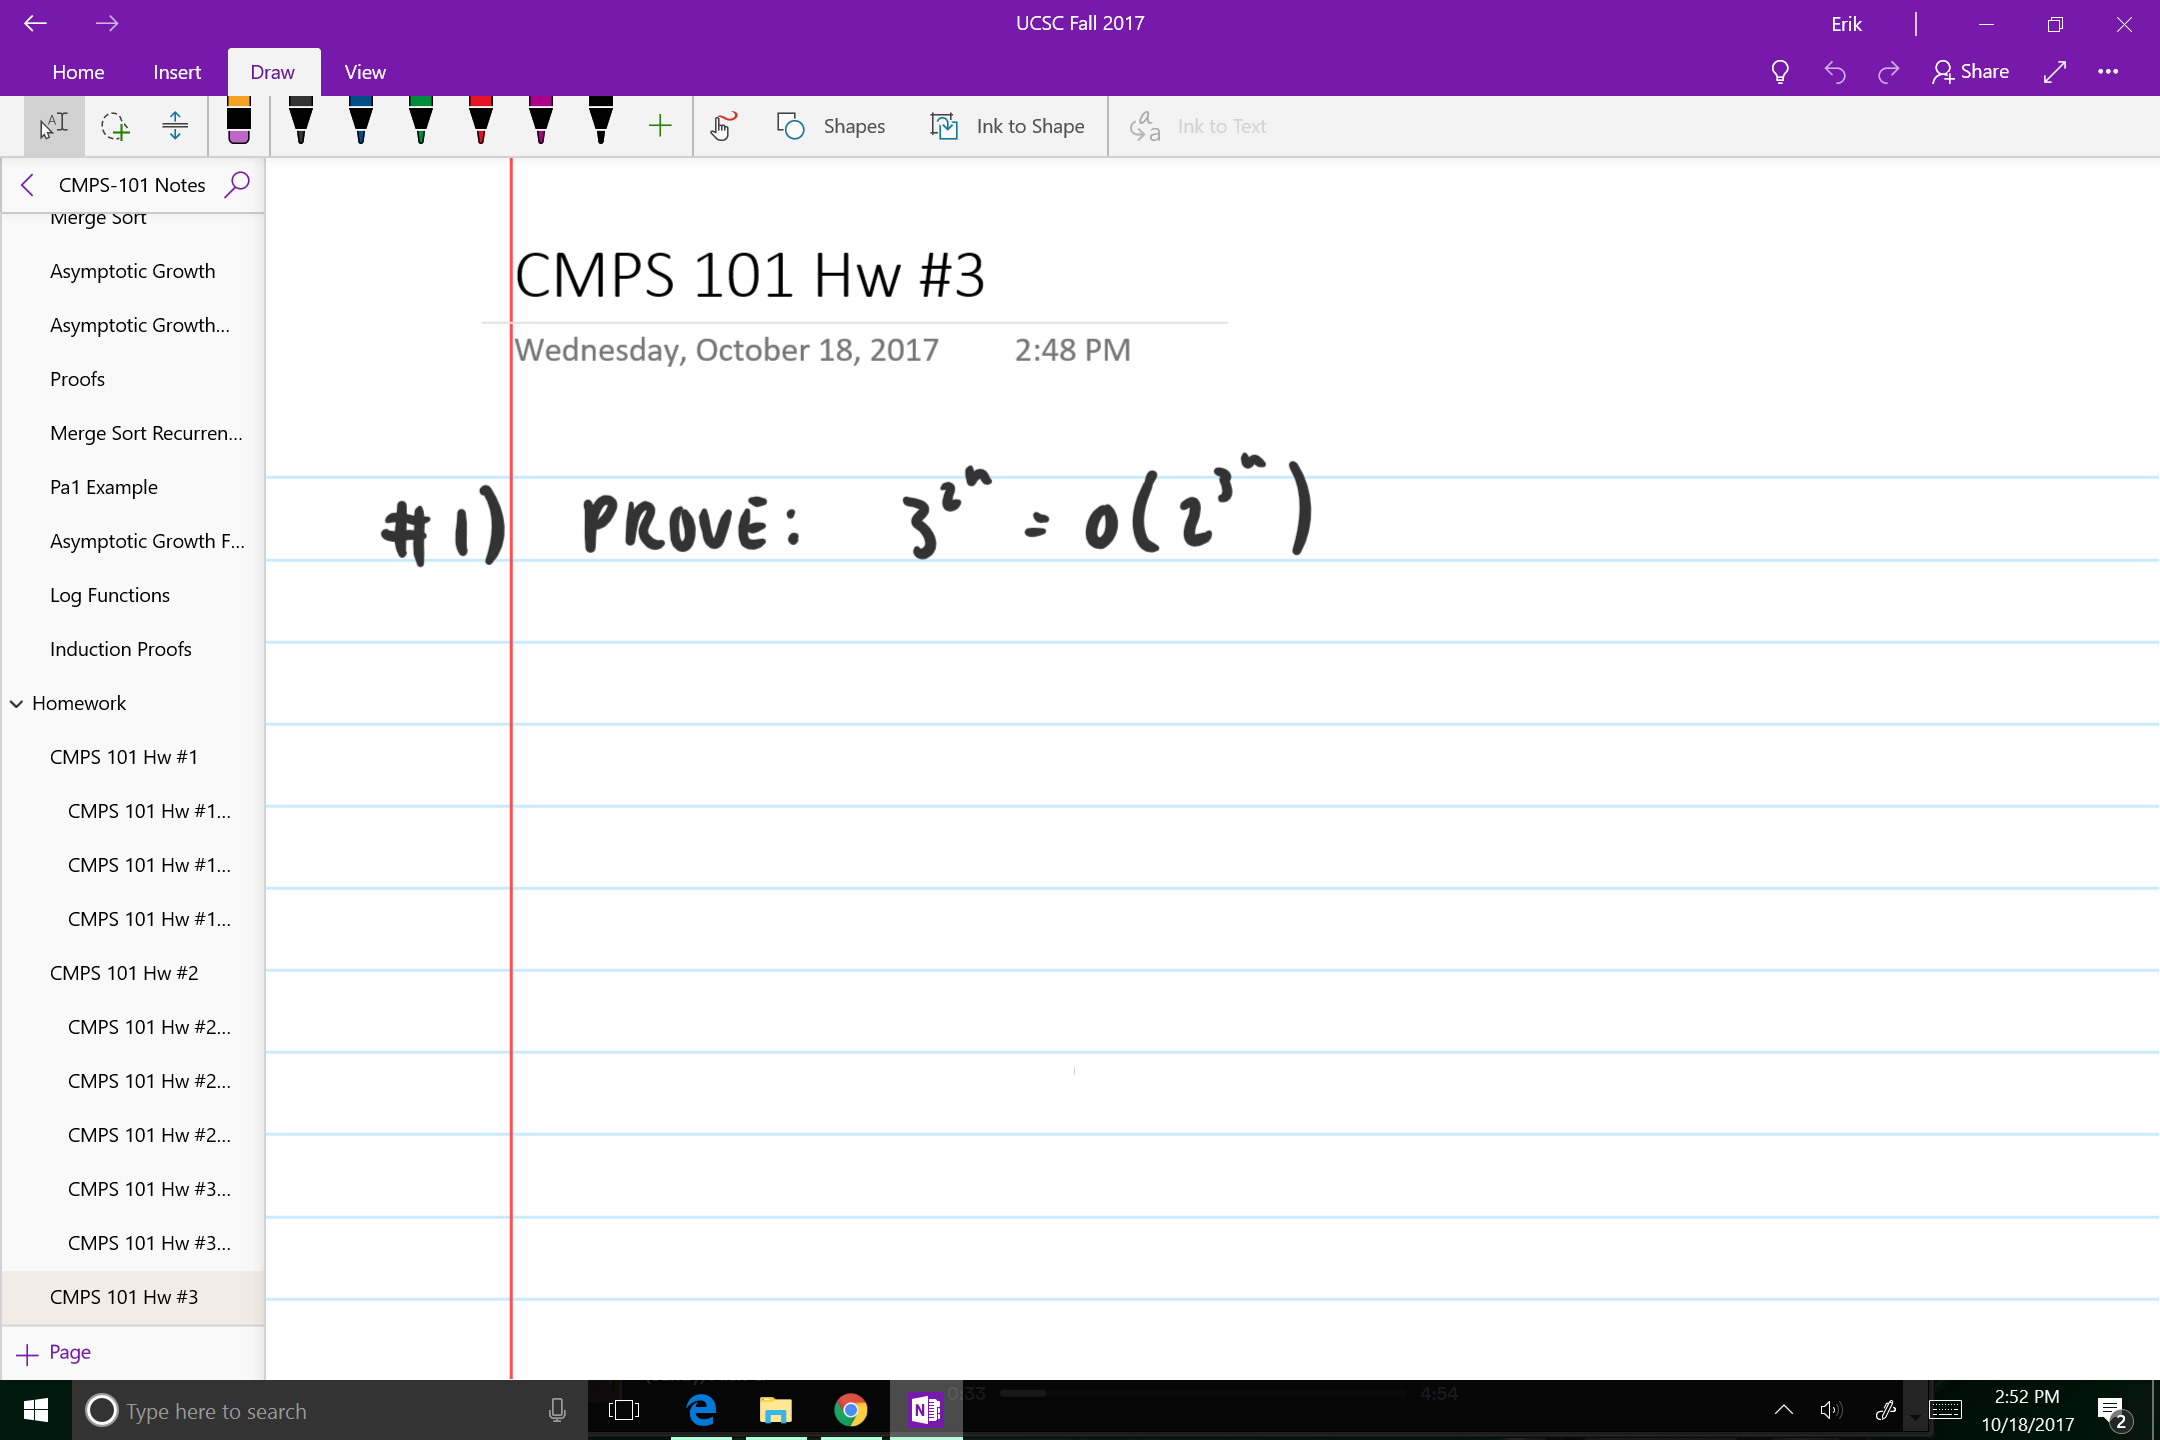 UCSC Fall 2017
Erik
Home Insert Draw View
Share
Shapes Ink to Shape Ink to Text
CMPS-101 Notes
Merge Sort
Asymptotic Growth
Asymptotic Growth...
Proofs
Merge Sort Recurren...
Pa1 Example
Asymptotic Growth F...
Log Functions
Induction Proofs
Homework
CMPS 101 Hw #1
CMPS 101 Hw #1...
CMPS 101 Hw #1...
CMPS 101 Hw #1...
CMPS 101 Hw #2
CMPS 101 Hw #2...
CMPS 101 Hw #2...
CMPS 101 Hw #2...
CMPS 101 Hw #3...
CMPS 101 Hw #3...
CMPS 101 Hw #3
Page
CMPS 101 Hw #3
Wednesday, October 18, 2017 2:48 PM
#1) PROVE: 3^2^n = o(2^3^n)
0:33 4:54
Type here to search
2:52 PM
10/18/2017
2